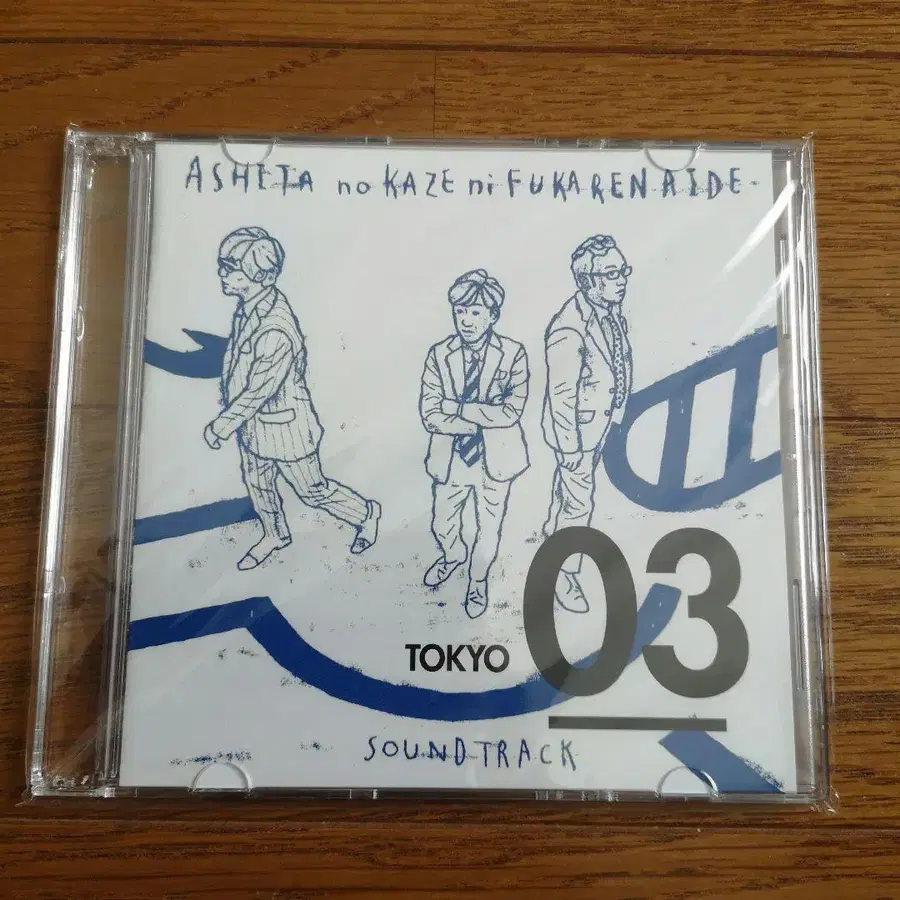 ASHITA no KAZE ni FUKARENAIDE
TOKYO 03
SOUNDTRACK